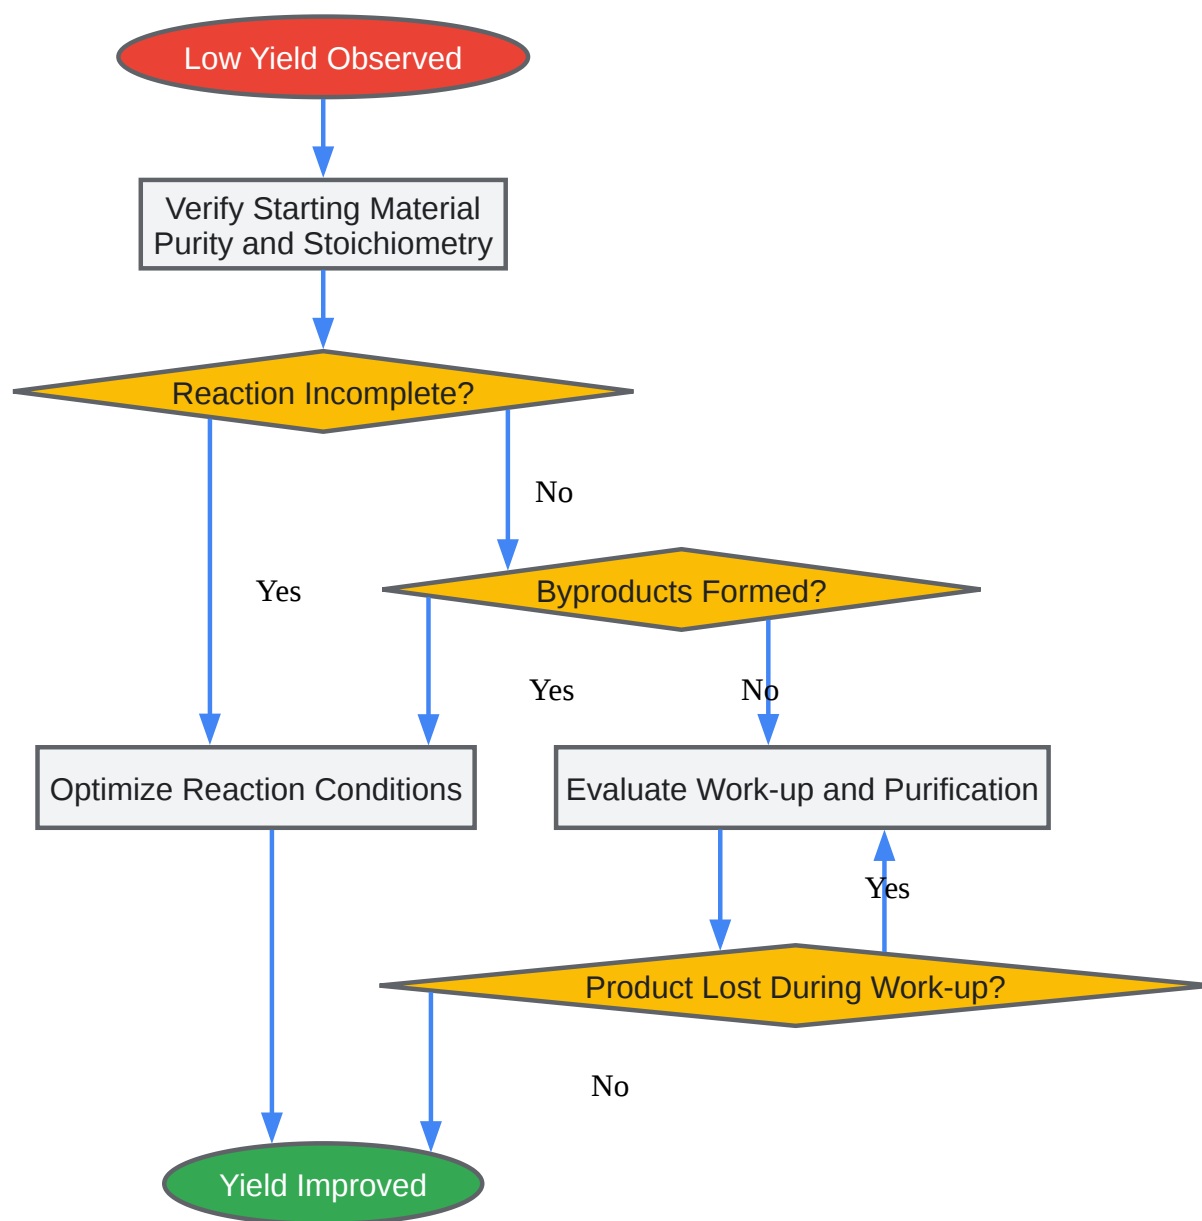 Low Yield Observed
Verify Starting Material
Purity and Stoichiometry
Reaction Incomplete?
No
Yes
Byproducts Formed?
Yes
No
Optimize Reaction Conditions
Evaluate Work-up and Purification
Yes
Product Lost During Work-up?
No
Yield Improved